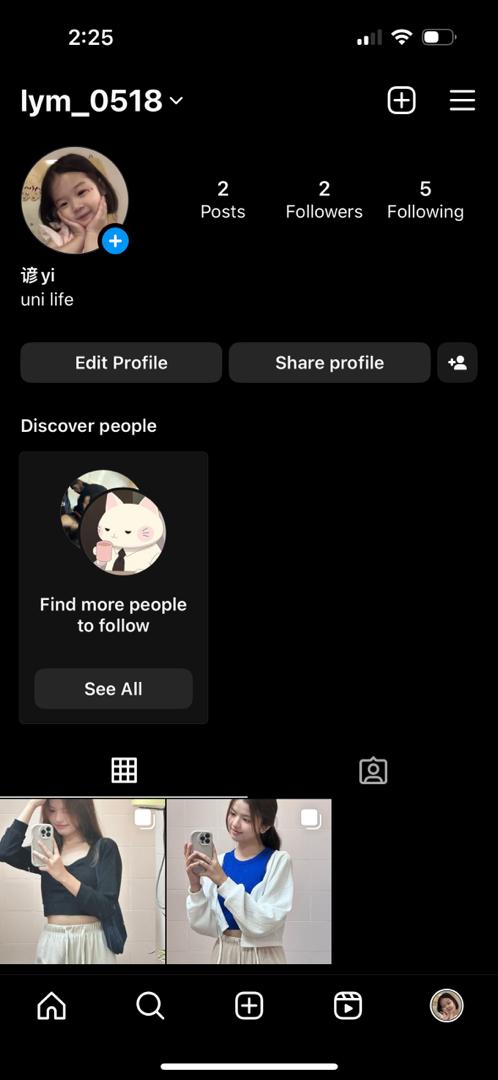 2:25
lym_0518
2
Posts
2
Followers
5
Following
谚yi
uni life
Edit Profile
Share profile
Discover people
Find more people
to follow
See All